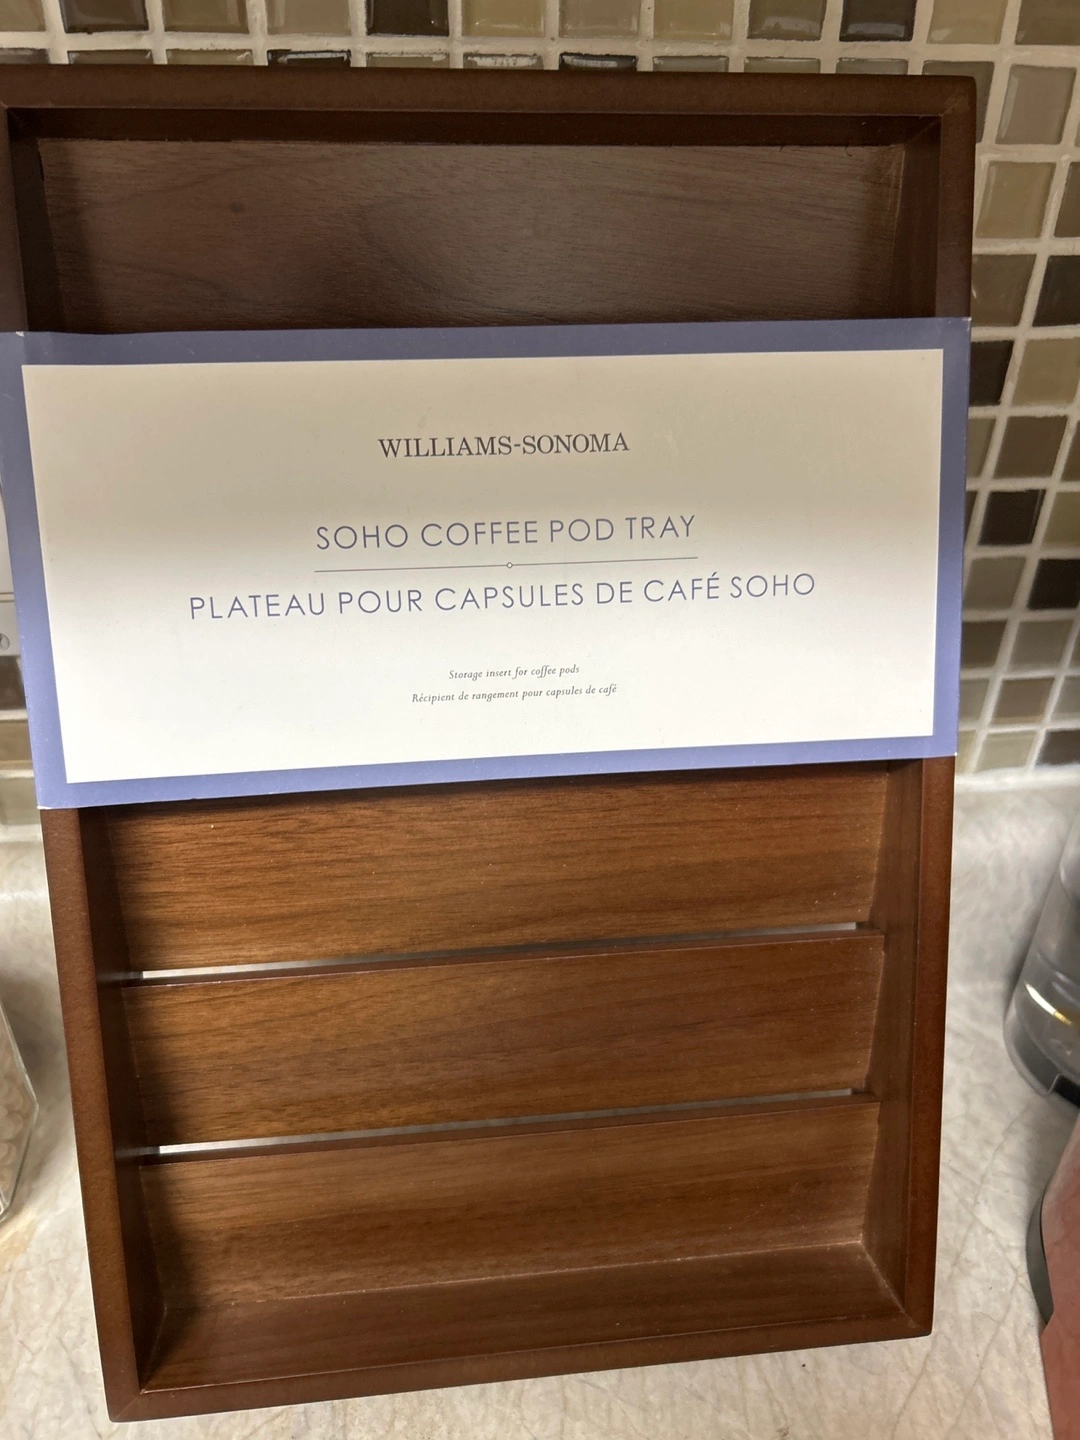 WILLIAMS-SONOMA
SOHO COFFEE POD TRAY
PLATEAU POUR CAPSULES DE CAFÉ SOHO
Storage insert for coffee pods
Récipient de rangement pour capsules de café